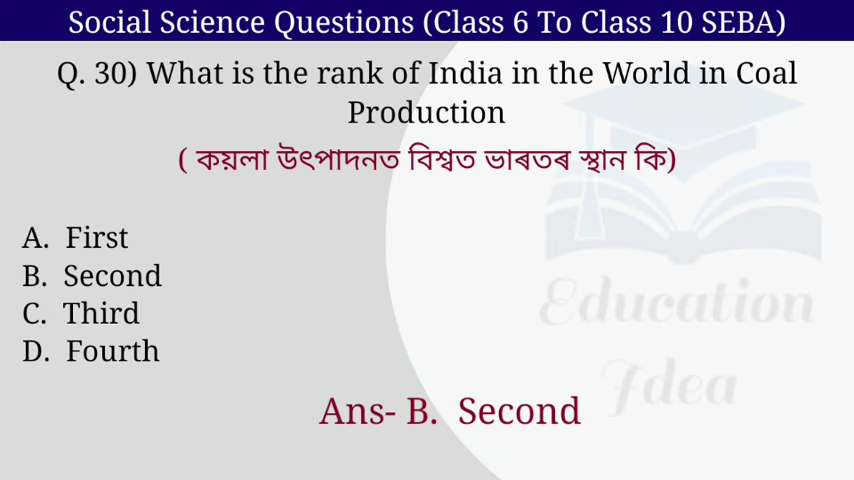 Social Science Questions (Class 6 To Class 10 SEBA)
Q. 30) What is the rank of India in the World in Coal
Production
( কয়লা উৎপাদনত বিশ্বত ভাৰতৰ স্থান কি)
A. First
B. Second
C. Third
D. Fourth
Education
Idea
Ans- B. Second